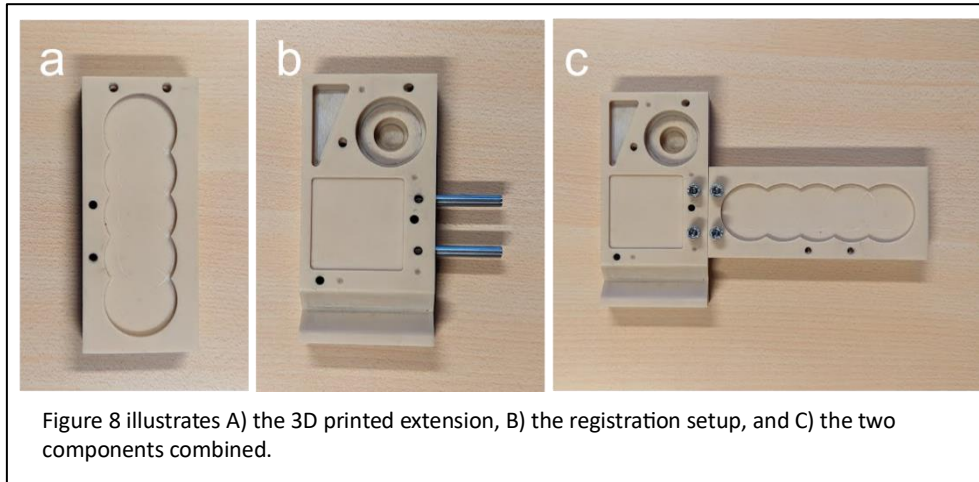 a
b
c
Figure 8 illustrates A) the 3D printed extension, B) the registration setup, and C) the two
components combined.